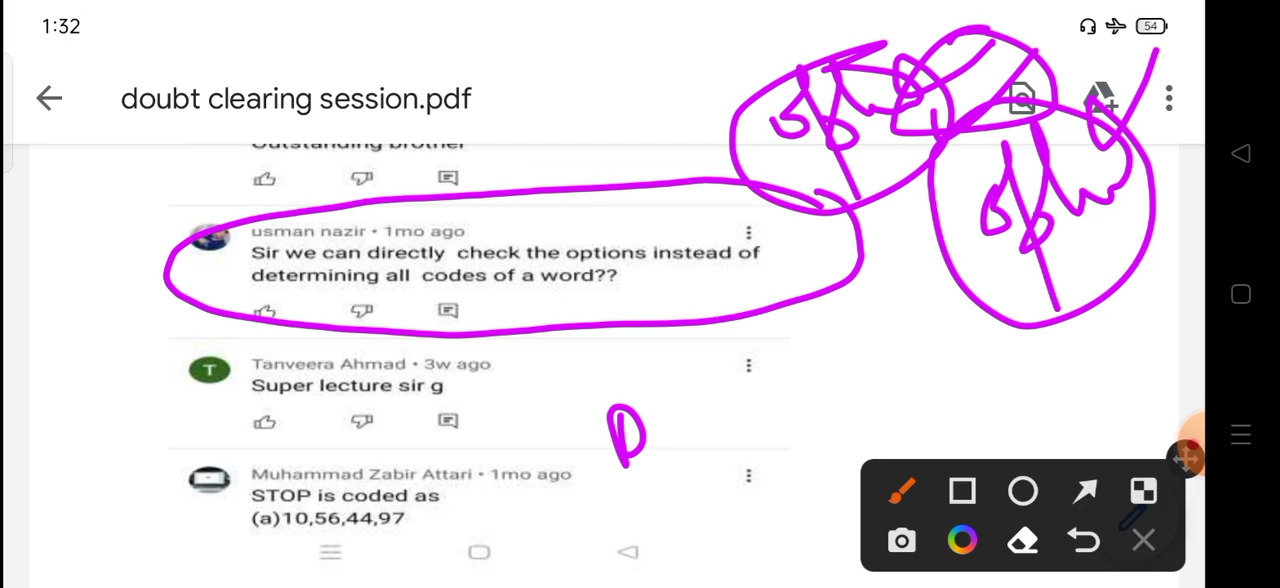 1:32
54
doubt clearing session.pdf
Outstanding brother
usman nazir • 1mo ago
Sir we can directly check the options instead of
determining all codes of a word??
T
Tanveera Ahmad • 3w ago
Super lecture sir g
D
Muhammad Zabir Attari • 1mo ago
STOP is coded as
(a)10,56,44,97